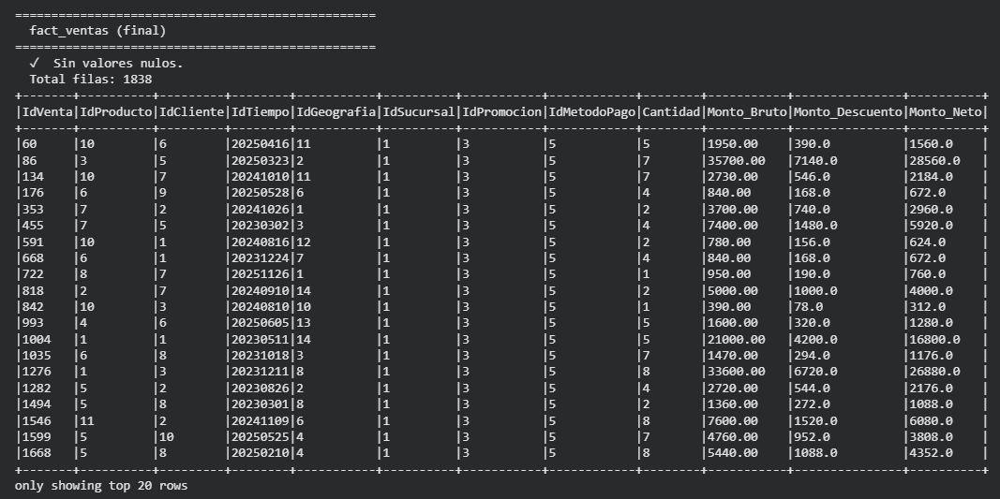 ==================================================
  fact_ventas (final)
==================================================
  ✓  Sin valores nulos.
  Total filas: 1838
+-------+----------+---------+--------+-----------+----------+-----------+------------+--------+-----------+---------------+----------+
|IdVenta|IdProducto|IdCliente|IdTiempo|IdGeografia|IdSucursal|IdPromocion|IdMetodoPago|Cantidad|Monto_Bruto|Monto_Descuento|Monto_Neto|
+-------+----------+---------+--------+-----------+----------+-----------+------------+--------+-----------+---------------+----------+
|60     |10        |6        |20250416|11         |1         |3          |5           |5       |1950.00    |390.0          |1560.0    |
|86     |3         |5        |20250323|2          |1         |3          |5           |7       |35700.00   |7140.0         |28560.0   |
|134    |10        |7        |20241010|11         |1         |3          |5           |7       |2730.00    |546.0          |2184.0    |
|176    |6         |9        |20250528|6          |1         |3          |5           |4       |840.00     |168.0          |672.0     |
|353    |7         |2        |20241026|1          |1         |3          |5           |2       |3700.00    |740.0          |2960.0    |
|455    |7         |5        |20230302|3          |1         |3          |5           |4       |7400.00    |1480.0         |5920.0    |
|591    |10        |1        |20240816|12         |1         |3          |5           |2       |780.00     |156.0          |624.0     |
|668    |6         |1        |20231224|7          |1         |3          |5           |4       |840.00     |168.0          |672.0     |
|722    |8         |7        |20251126|1          |1         |3          |5           |1       |950.00     |190.0          |760.0     |
|818    |2         |7        |20240910|14         |1         |3          |5           |2       |5000.00    |1000.0         |4000.0    |
|842    |10        |3        |20240810|10         |1         |3          |5           |1       |390.00     |78.0           |312.0     |
|993    |4         |6        |20250605|13         |1         |3          |5           |5       |1600.00    |320.0          |1280.0    |
|1004   |1         |1        |20230511|14         |1         |3          |5           |5       |21000.00   |4200.0         |16800.0   |
|1035   |6         |8        |20231018|3          |1         |3          |5           |7       |1470.00    |294.0          |1176.0    |
|1276   |1         |3        |20231211|8          |1         |3          |5           |8       |33600.00   |6720.0         |26880.0   |
|1282   |5         |2        |20230826|2          |1         |3          |5           |4       |2720.00    |544.0          |2176.0    |
|1494   |5         |8        |20230301|8          |1         |3          |5           |2       |1360.00    |272.0          |1088.0    |
|1546   |11        |2        |20241109|6          |1         |3          |5           |8       |7600.00    |1520.0         |6080.0    |
|1599   |5         |10       |20250525|4          |1         |3          |5           |7       |4760.00    |952.0          |3808.0    |
|1668   |5         |8        |20250210|4          |1         |3          |5           |8       |5440.00    |1088.0         |4352.0    |
+-------+----------+---------+--------+-----------+----------+-----------+------------+--------+-----------+---------------+----------+
only showing top 20 rows